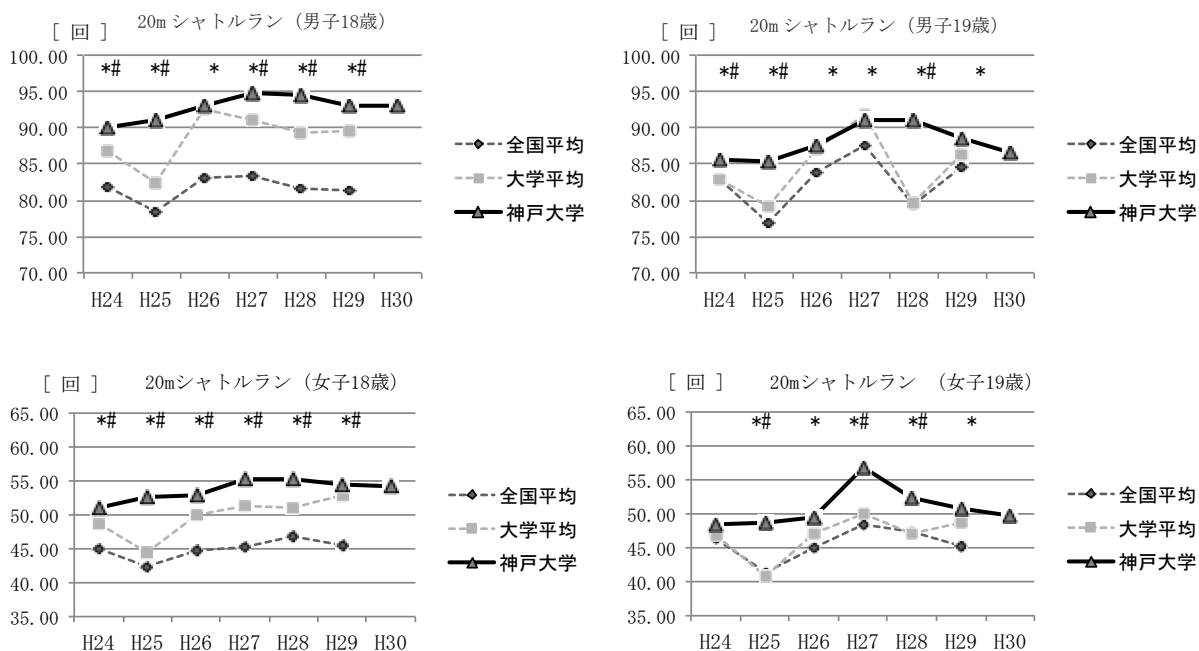 20m シャトルラン（男子18歳）
[ 回 ]
100.00
95.00
90.00
85.00
80.00
75.00
70.00
*# *# * *# *# *#
H24 H25 H26 H27 H28 H29 H30
全国平均
大学平均
神戸大学
20m シャトルラン（男子19歳）
[ 回 ]
100.00
95.00
90.00
85.00
80.00
75.00
70.00
*# *# * * *# *
H24 H25 H26 H27 H28 H29 H30
全国平均
大学平均
神戸大学
[ 回 ] 20mシャトルラン（女子18歳）
65.00
60.00
55.00
50.00
45.00
40.00
35.00
*# *# *# *# *# *#
H24 H25 H26 H27 H28 H29 H30
全国平均
大学平均
神戸大学
[ 回 ] 20mシャトルラン （女子19歳）
65.00
60.00
55.00
50.00
45.00
40.00
35.00
*# * *# *# *
H24 H25 H26 H27 H28 H29 H30
全国平均
大学平均
神戸大学